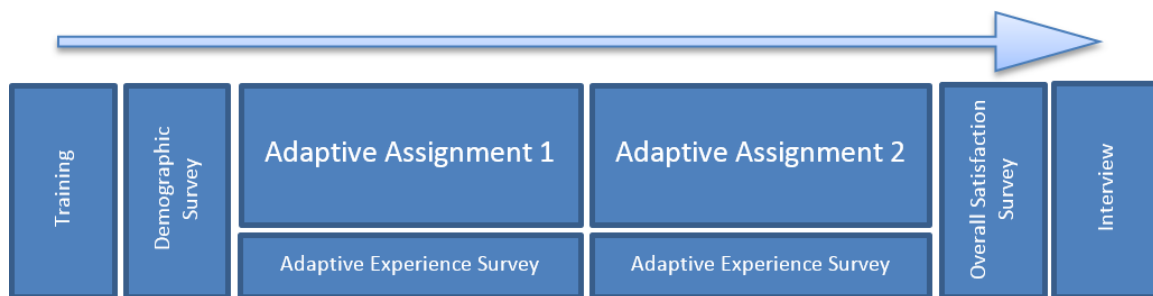 Training
Demographic
Survey
Adaptive Assignment 1
Adaptive Experience Survey
Adaptive Assignment 2
Adaptive Experience Survey
Overall Satisfaction
Survey
Interview